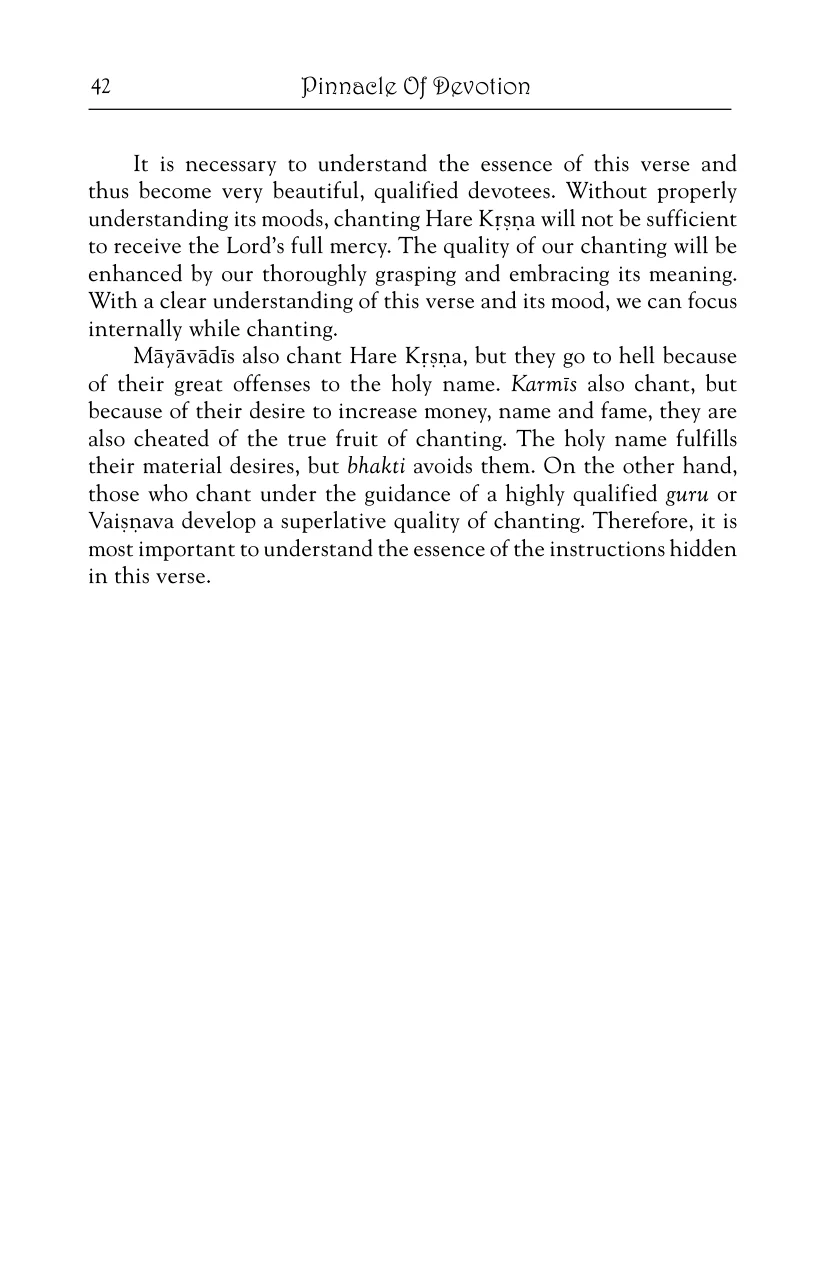 42
Pinnacle Of Devotion
It is necessary to understand the essence of this verse and
thus become very beautiful, qualified devotees. Without properly
understanding its moods, chanting Hare Kṛṣṇa will not be sufficient
to receive the Lord’s full mercy. The quality of our chanting will be
enhanced by our thoroughly grasping and embracing its meaning.
With a clear understanding of this verse and its mood, we can focus
internally while chanting.
Māyāvādīs also chant Hare Kṛṣṇa, but they go to hell because
of their great offenses to the holy name. Karmīs also chant, but
because of their desire to increase money, name and fame, they are
also cheated of the true fruit of chanting. The holy name fulfills
their material desires, but bhakti avoids them. On the other hand,
those who chant under the guidance of a highly qualified guru or
Vaiṣṇava develop a superlative quality of chanting. Therefore, it is
most important to understand the essence of the instructions hidden
in this verse.